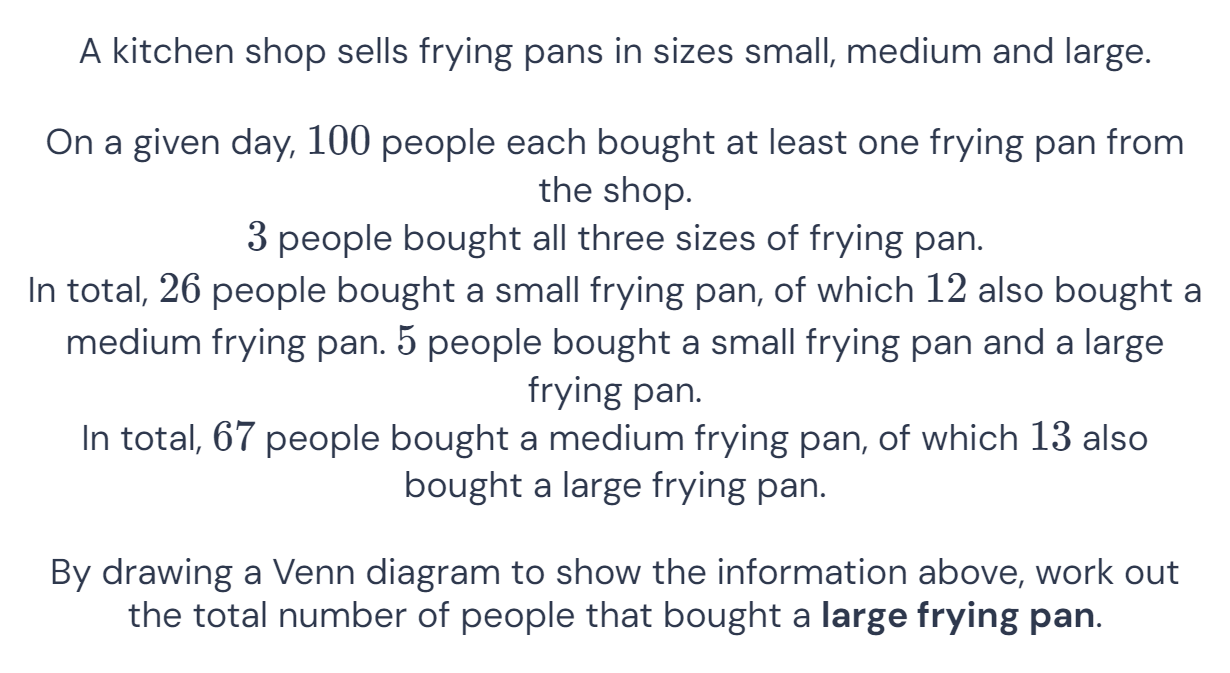 A kitchen shop sells frying pans in sizes small, medium and large.
On a given day, 100 people each bought at least one frying pan from
the shop.
3 people bought all three sizes of frying pan.
In total, 26 people bought a small frying pan, of which 12 also bought a
medium frying pan. 5 people bought a small frying pan and a large
frying pan.
In total, 67 people bought a medium frying pan, of which 13 also
bought a large frying pan.
By drawing a Venn diagram to show the information above, work out
the total number of people that bought a large frying pan.